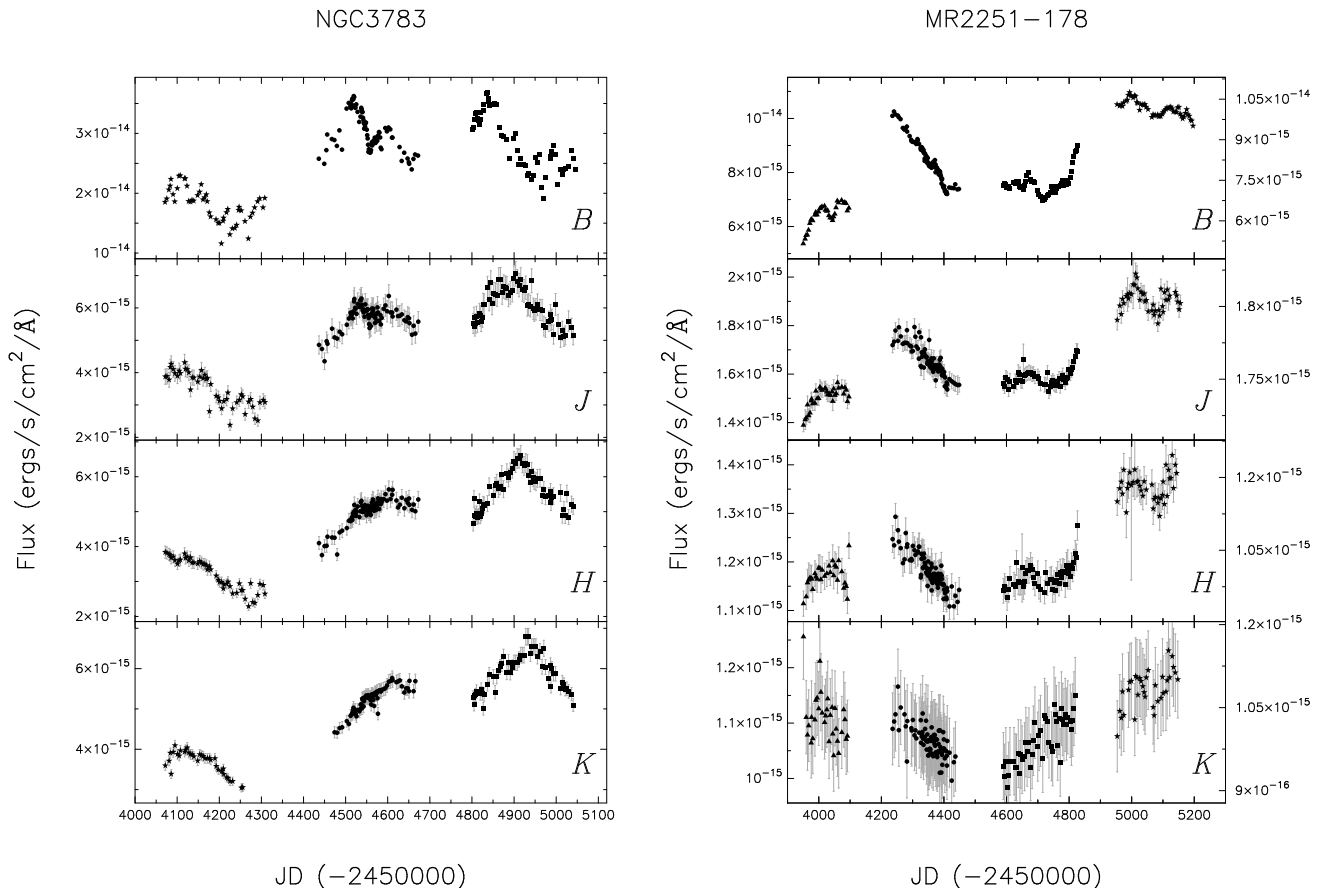 NGC3783
MR2251−178
3×10⁻¹⁴
2×10⁻¹⁴
10⁻¹⁴
B
10⁻¹⁴
8×10⁻¹⁵
6×10⁻¹⁵
1.05×10⁻¹⁴
9×10⁻¹⁵
7.5×10⁻¹⁵
6×10⁻¹⁵
B
6×10⁻¹⁵
4×10⁻¹⁵
2×10⁻¹⁵
J
2×10⁻¹⁵
1.8×10⁻¹⁵
1.6×10⁻¹⁵
1.4×10⁻¹⁵
1.8×10⁻¹⁵
1.75×10⁻¹⁵
J
6×10⁻¹⁵
4×10⁻¹⁵
2×10⁻¹⁵
H
1.4×10⁻¹⁵
1.3×10⁻¹⁵
1.2×10⁻¹⁵
1.1×10⁻¹⁵
1.2×10⁻¹⁵
1.05×10⁻¹⁵
H
6×10⁻¹⁵
4×10⁻¹⁵
K
1.2×10⁻¹⁵
1.1×10⁻¹⁵
10⁻¹⁵
1.2×10⁻¹⁵
1.05×10⁻¹⁵
9×10⁻¹⁶
K
Flux (ergs/s/cm²/Å)
Flux (ergs/s/cm²/Å)
4000 4100 4200 4300 4400 4500 4600 4700 4800 4900 5000 5100
4000 4200 4400 4600 4800 5000 5200
JD (−2450000)
JD (−2450000)